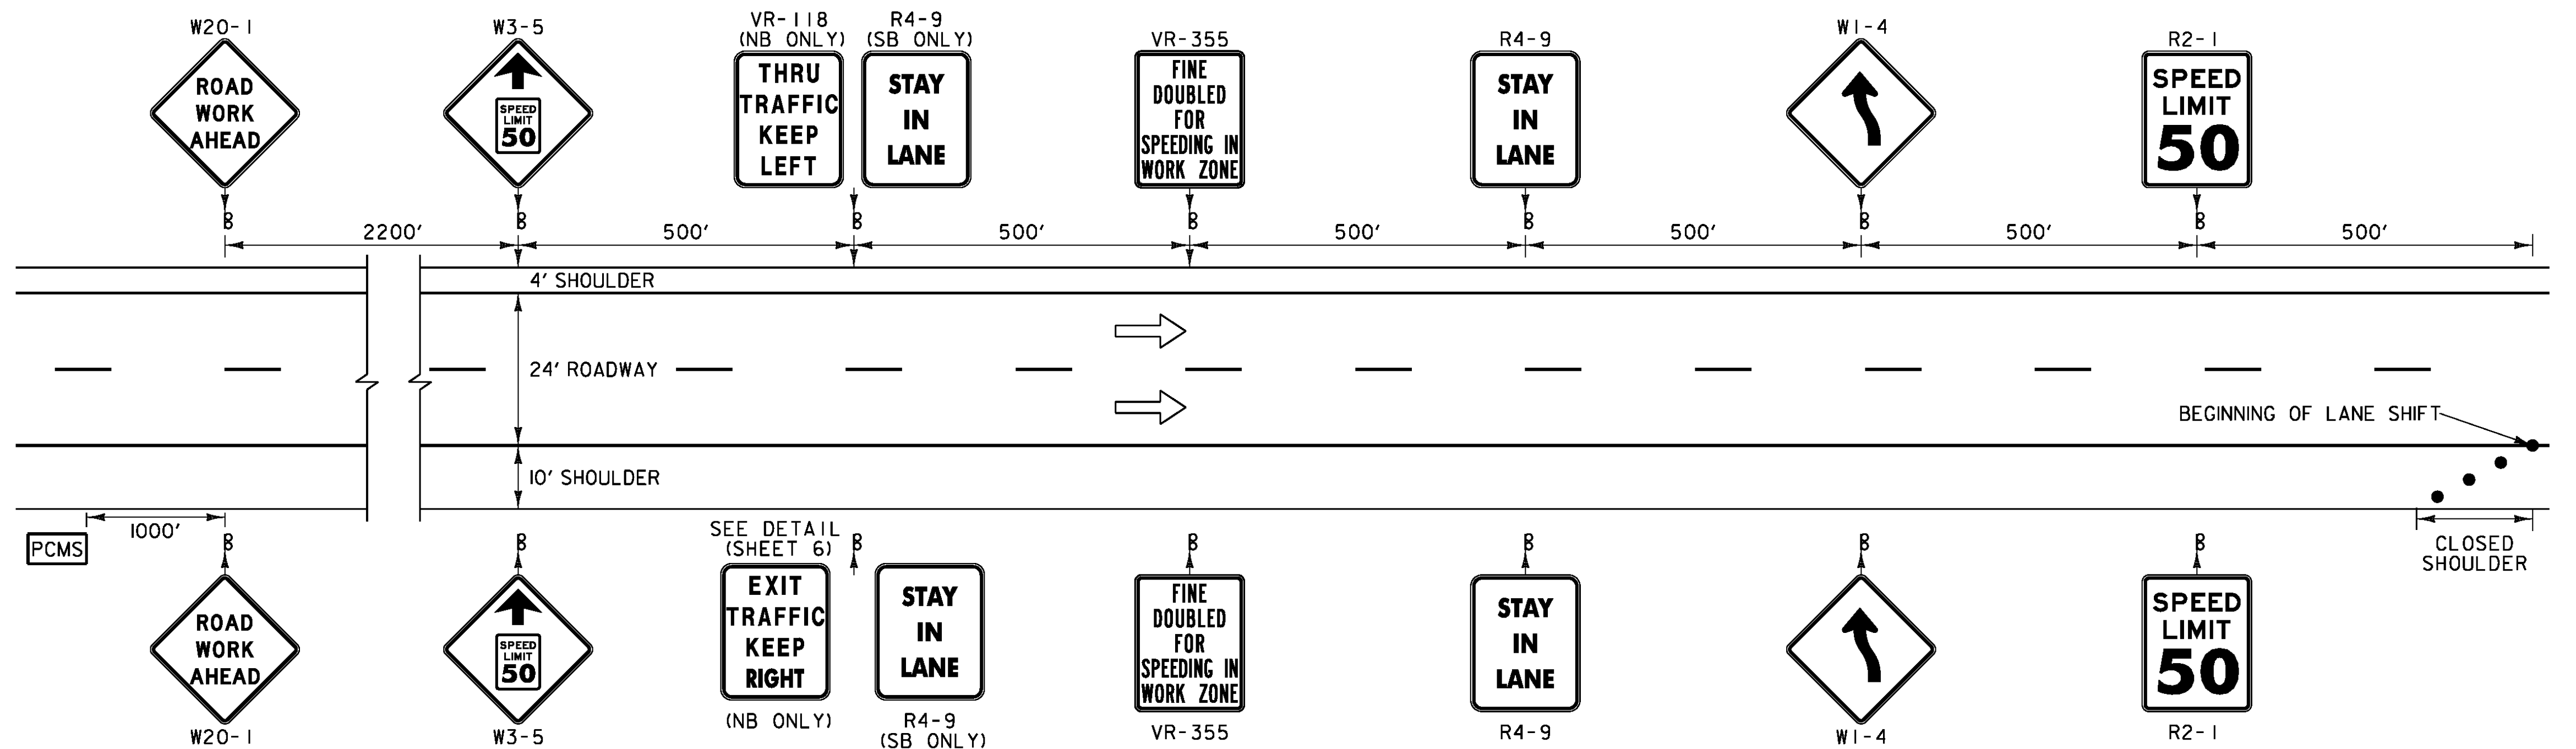 W20-1
W3-5
VR-118
(NB ONLY)
R4-9
(SB ONLY)
VR-355
R4-9
W1-4
R2-1
ROAD
WORK
AHEAD
SPEED
LIMIT
50
THRU
TRAFFIC
KEEP
LEFT
STAY
IN
LANE
FINE
DOUBLED
FOR
SPEEDING IN
WORK ZONE
STAY
IN
LANE
SPEED
LIMIT
50
2200'
500'
500'
500'
500'
500'
500'
4' SHOULDER
24' ROADWAY
BEGINNING OF LANE SHIFT
10' SHOULDER
PCMS
1000'
SEE DETAIL
(SHEET 6)
CLOSED
SHOULDER
ROAD
WORK
AHEAD
SPEED
LIMIT
50
EXIT
TRAFFIC
KEEP
RIGHT
STAY
IN
LANE
FINE
DOUBLED
FOR
SPEEDING IN
WORK ZONE
STAY
IN
LANE
SPEED
LIMIT
50
W20-1
W3-5
(NB ONLY)
R4-9
(SB ONLY)
VR-355
R4-9
W1-4
R2-1